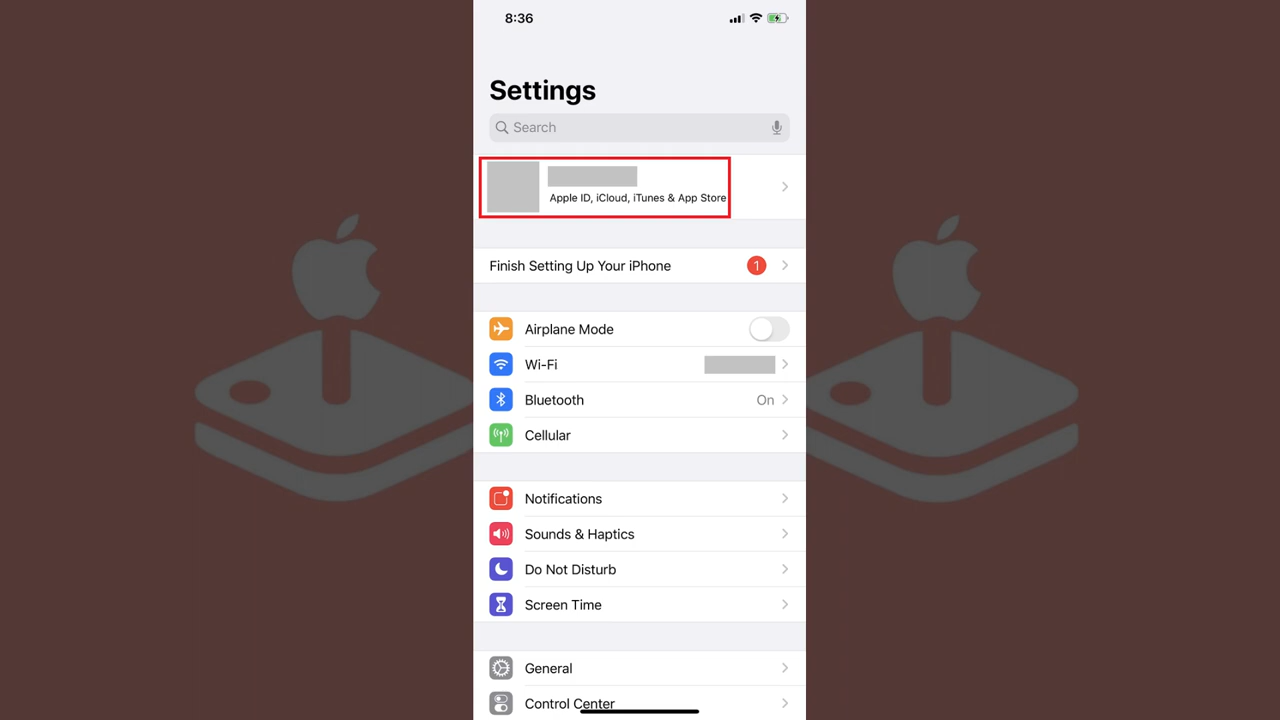 8:36
Settings
Search
Apple ID, iCloud, iTunes & App Store
Finish Setting Up Your iPhone 1
Airplane Mode
Wi-Fi
Bluetooth On
Cellular
Notifications
Sounds & Haptics
Do Not Disturb
Screen Time
General
Control Center